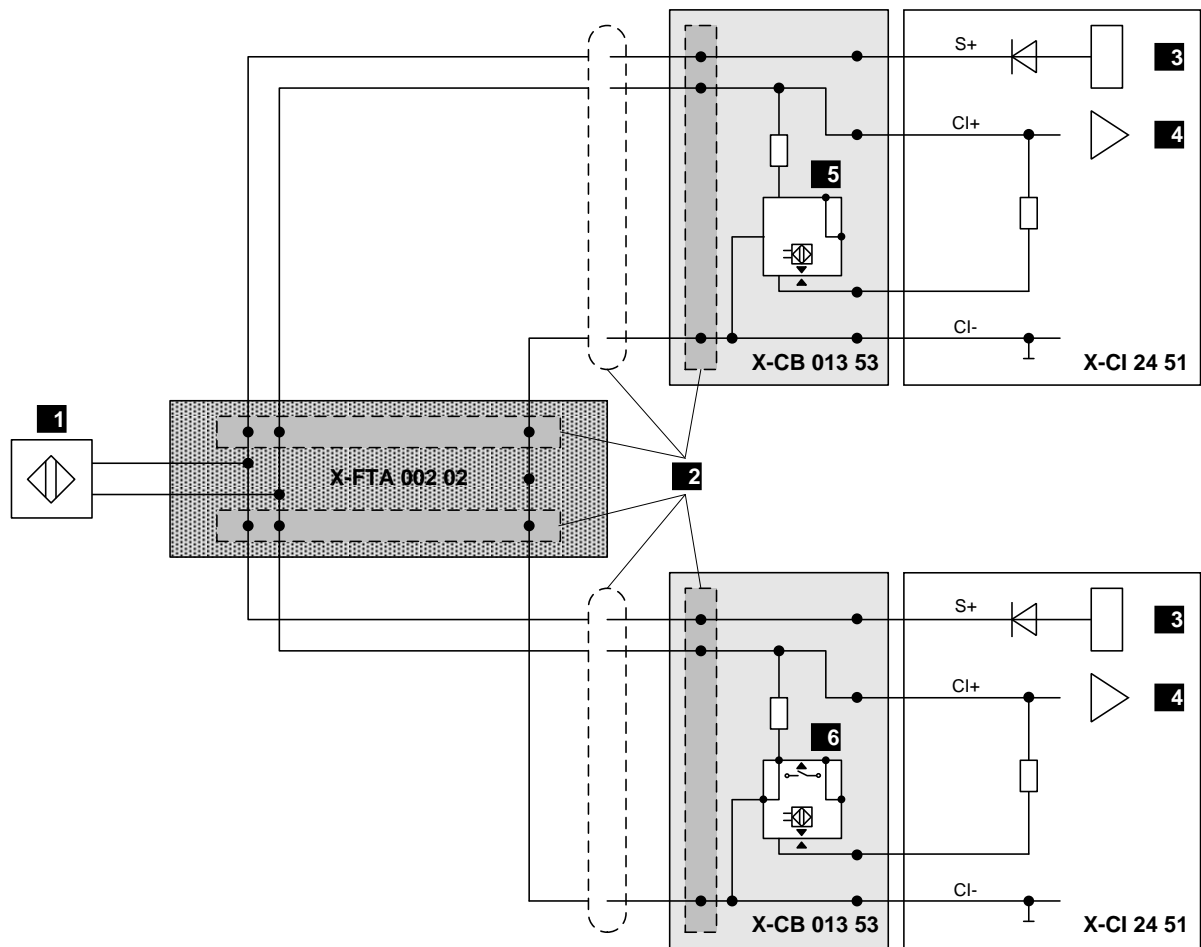 S+
3
CI+
4
5
CI-
X-CB 013 53
X-CI 24 51
1
X-FTA 002 02
2
S+
3
CI+
4
6
CI-
X-CB 013 53
X-CI 24 51